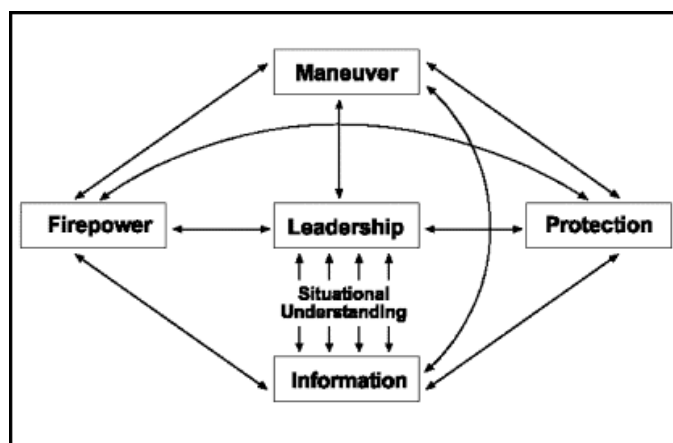 Maneuver
Firepower
Leadership
Protection
Situational
Understanding
Information